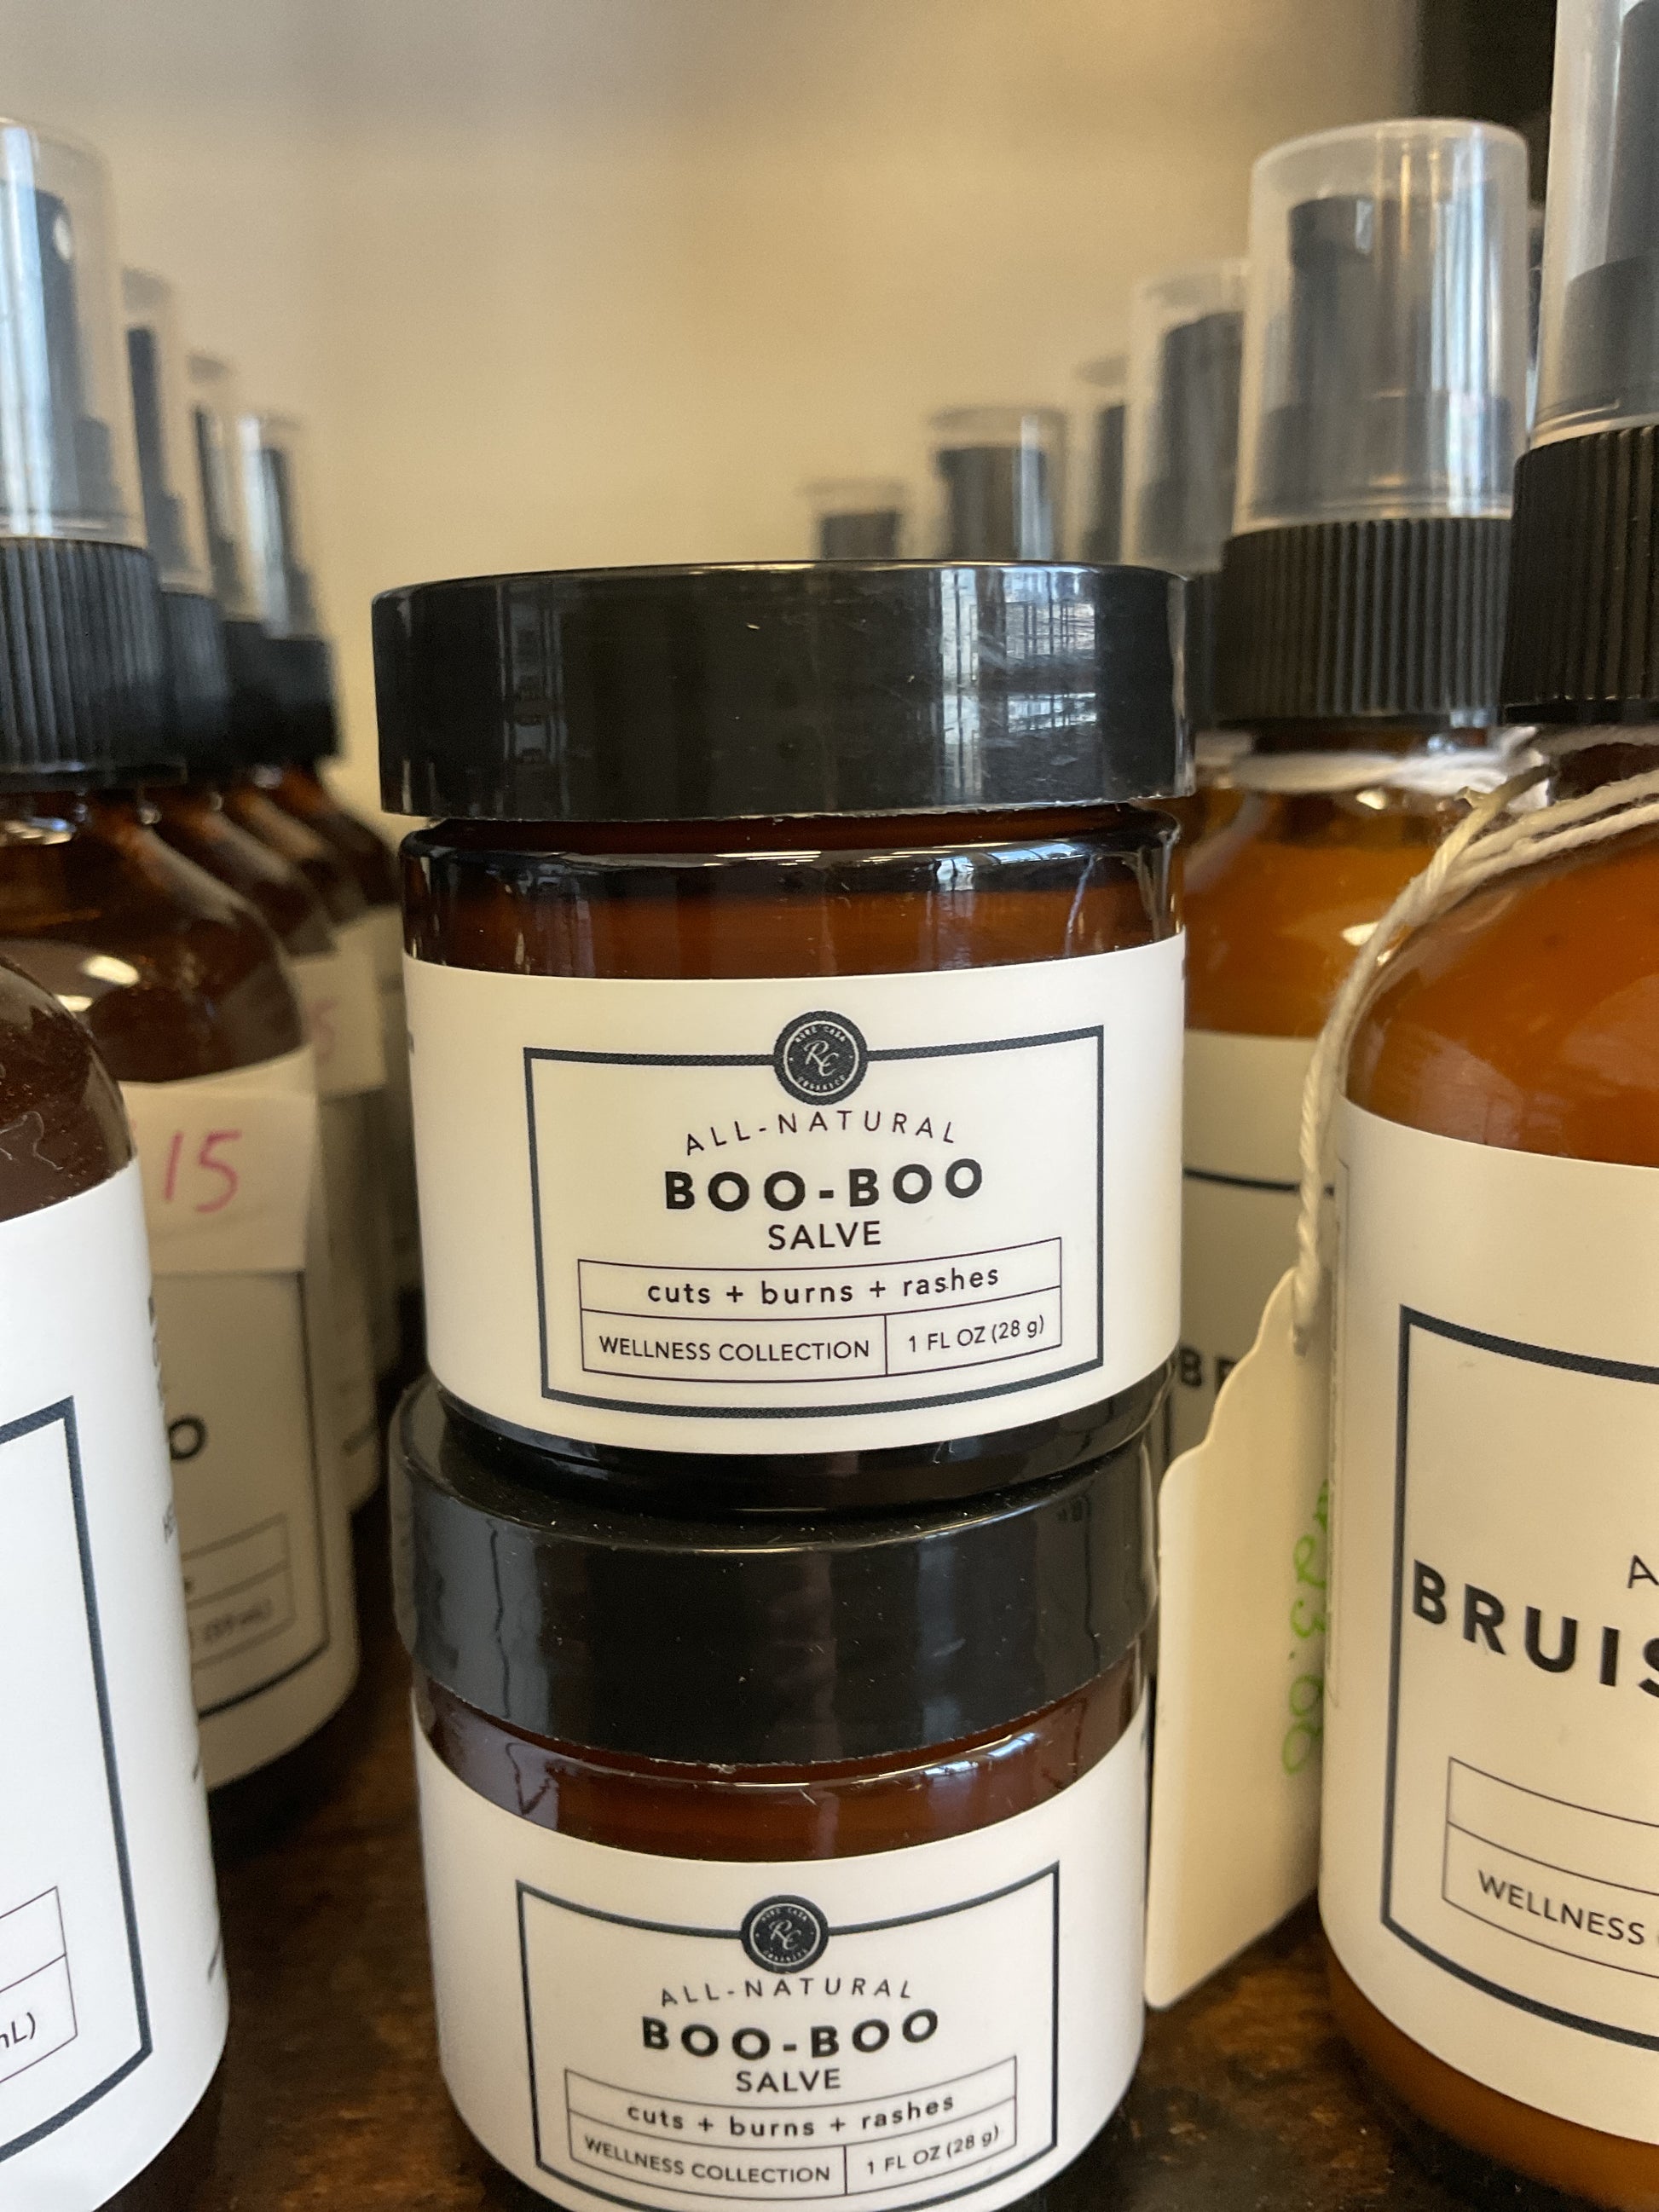 ALL-NATURAL
BOO-BOO
SALVE
cuts + burns + rashes
WELLNESS COLLECTION
1 FL OZ (28 g)
ALL-NATURAL
BOO-BOO
SALVE
cuts + burns + rashes
WELLNESS COLLECTION
1 FL OZ (28 g)
15
O
mL)
BRUIS
WELLNESS